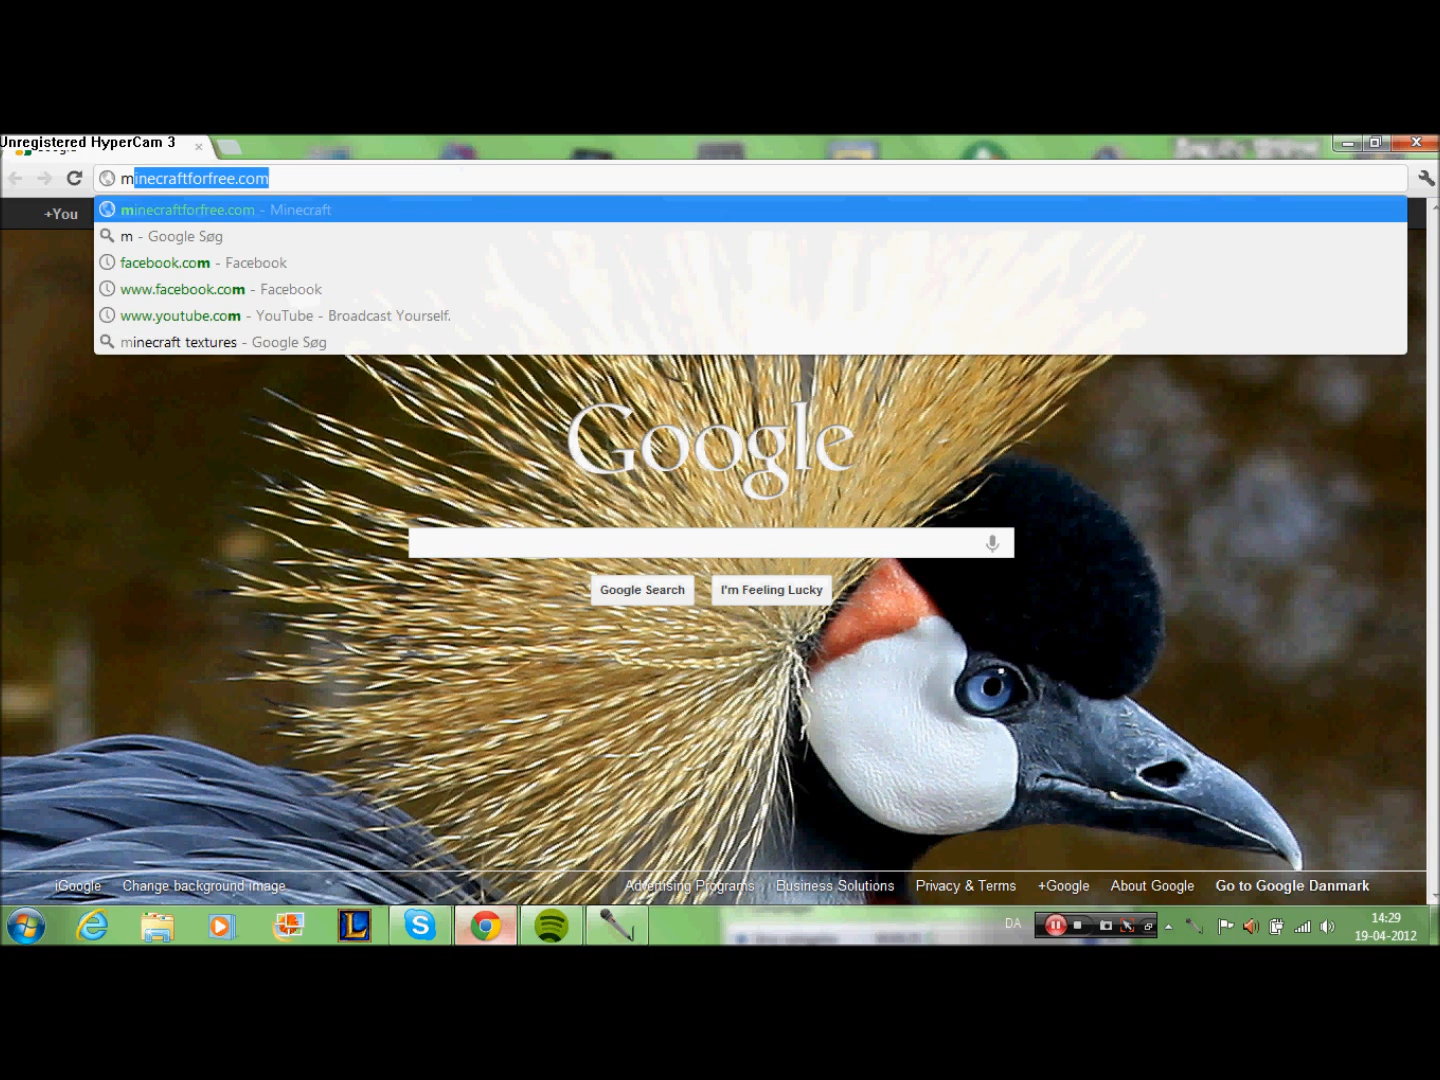 Unregistered HyperCam 3
minecraftforfree.com
+You
minecraftforfree.com - Minecraft
m - Google Søg
facebook.com - Facebook
www.facebook.com - Facebook
www.youtube.com - YouTube - Broadcast Yourself.
minecraft textures - Google Søg
Google
Google Search
I'm Feeling Lucky
iGoogle
Change background image
Advertising Programs
Business Solutions
Privacy & Terms
+Google
About Google
Go to Google Danmark
DA
14:29
19-04-2012